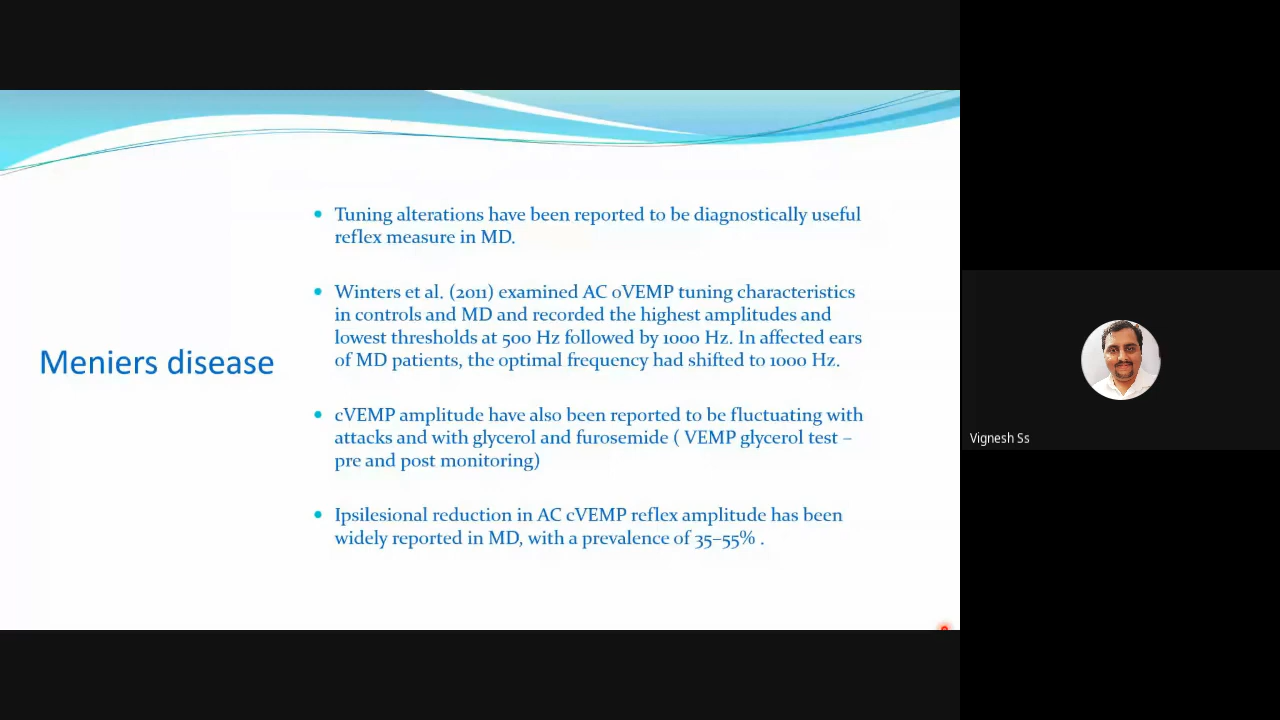 Meniers disease
Tuning alterations have been reported to be diagnostically useful
reflex measure in MD.
Winters et al. (2011) examined AC oVEMP tuning characteristics
in controls and MD and recorded the highest amplitudes and
lowest thresholds at 500 Hz followed by 1000 Hz. In affected ears
of MD patients, the optimal frequency had shifted to 1000 Hz.
cVEMP amplitude have also been reported to be fluctuating with
attacks and with glycerol and furosemide ( VEMP glycerol test –
pre and post monitoring)
Ipsilesional reduction in AC cVEMP reflex amplitude has been
widely reported in MD, with a prevalence of 35–55% .
Vignesh Ss